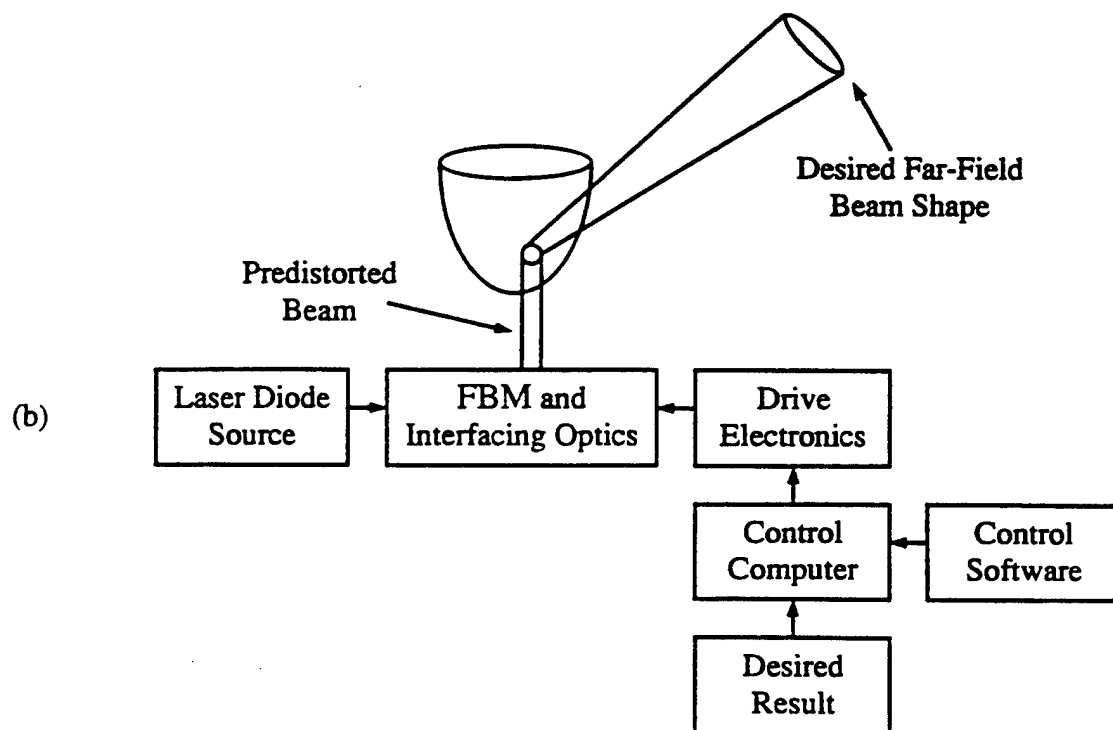 Desired Far-Field
Beam Shape
Predistorted
Beam
(b)
Laser Diode
Source
FBM and
Interfacing Optics
Drive
Electronics
Control
Computer
Control
Software
Desired
Result